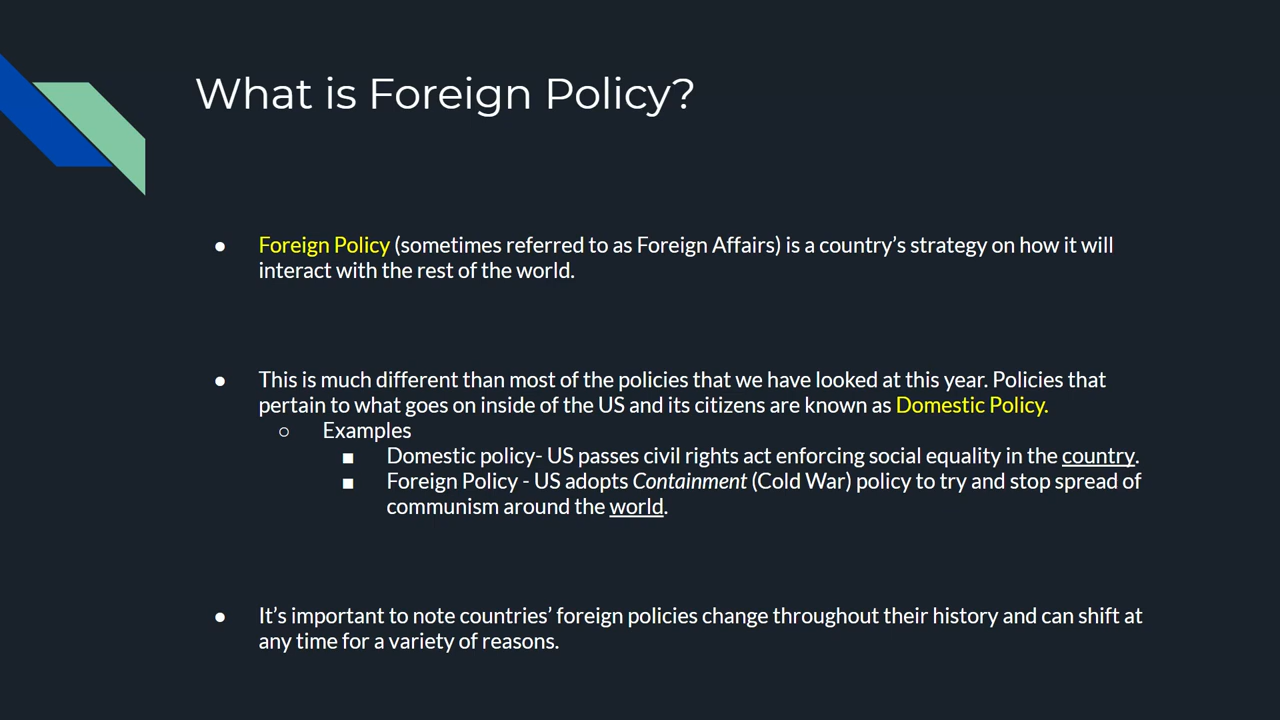 What is Foreign Policy?
● Foreign Policy (sometimes referred to as Foreign Affairs) is a country’s strategy on how it will
interact with the rest of the world.
● This is much different than most of the policies that we have looked at this year. Policies that
pertain to what goes on inside of the US and its citizens are known as Domestic Policy.
○ Examples
■ Domestic policy- US passes civil rights act enforcing social equality in the country.
■ Foreign Policy - US adopts Containment (Cold War) policy to try and stop spread of
communism around the world.
● It’s important to note countries’ foreign policies change throughout their history and can shift at
any time for a variety of reasons.